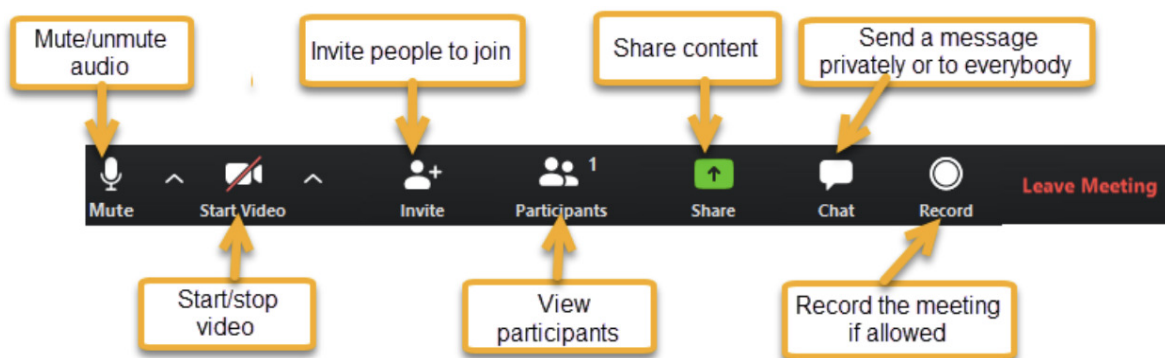 Mute/unmute
audio
Invite people to join
Share content
Send a message
privately or to everybody
1
Mute
Start Video
Invite
Participants
Share
Chat
Record
Leave Meeting
Start/stop
video
View
participants
Record the meeting
if allowed